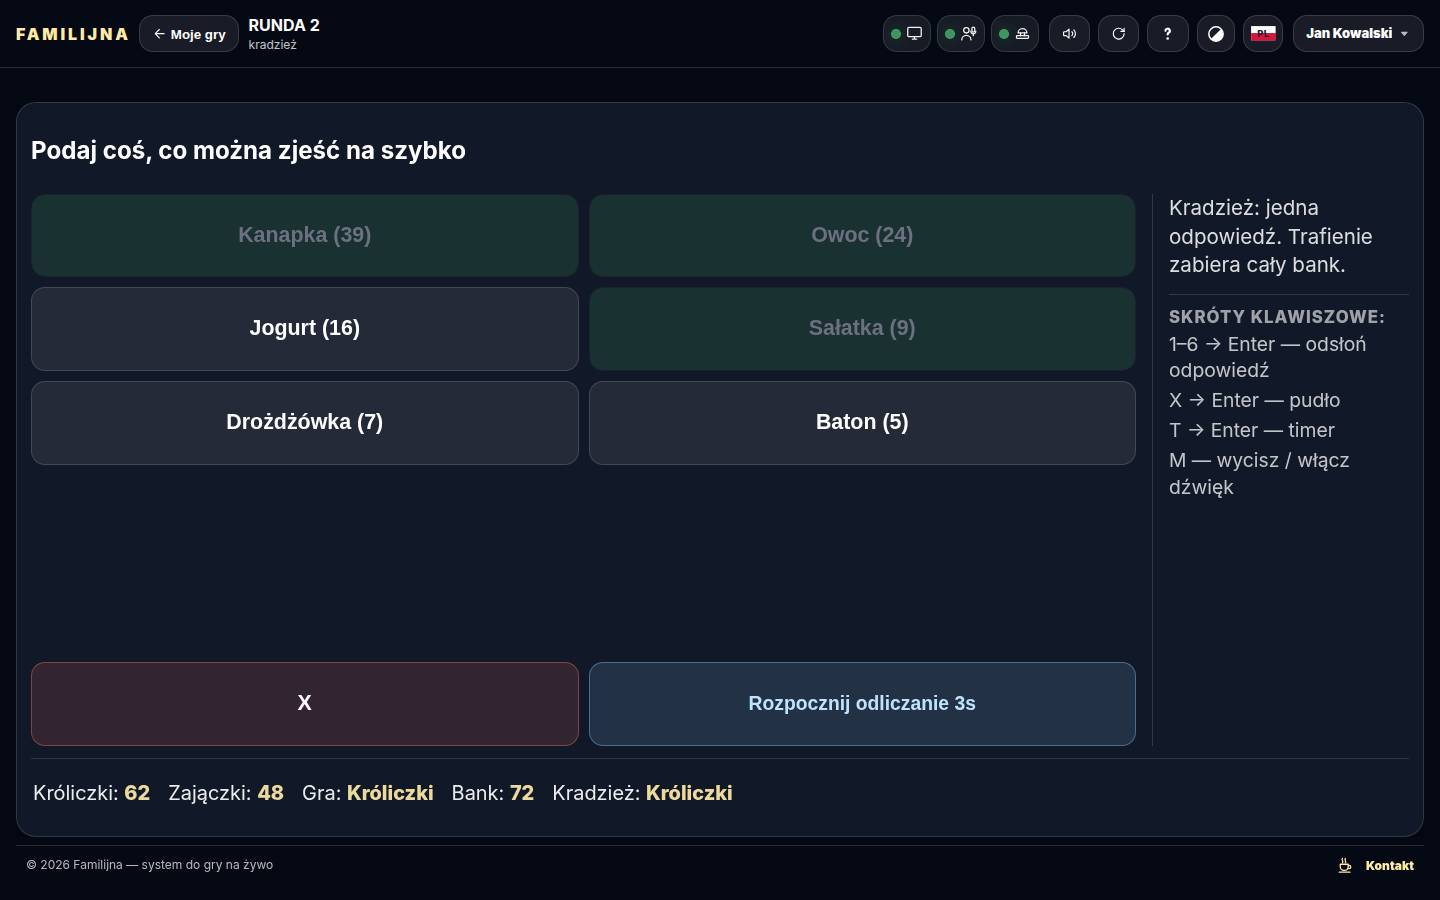 FAMILIJNA
← Moje gry
RUNDA 2
kradzież
?
PL
Jan Kowalski
Podaj coś, co można zjeść na szybko
Kanapka (39)
Owoc (24)
Jogurt (16)
Sałatka (9)
Drożdżówka (7)
Baton (5)
X
Rozpocznij odliczanie 3s
Kradzież: jedna
odpowiedź. Trafienie
zabiera cały bank.
SKRÓTY KLAWISZOWE:
1–6 → Enter — odsłoń
odpowiedź
X → Enter — pudło
T → Enter — timer
M — wycisz / włącz
dźwięk
Króliczki: 62 Zajączki: 48 Gra: Króliczki Bank: 72 Kradzież: Króliczki
© 2026 Familijna — system do gry na żywo
Kontakt